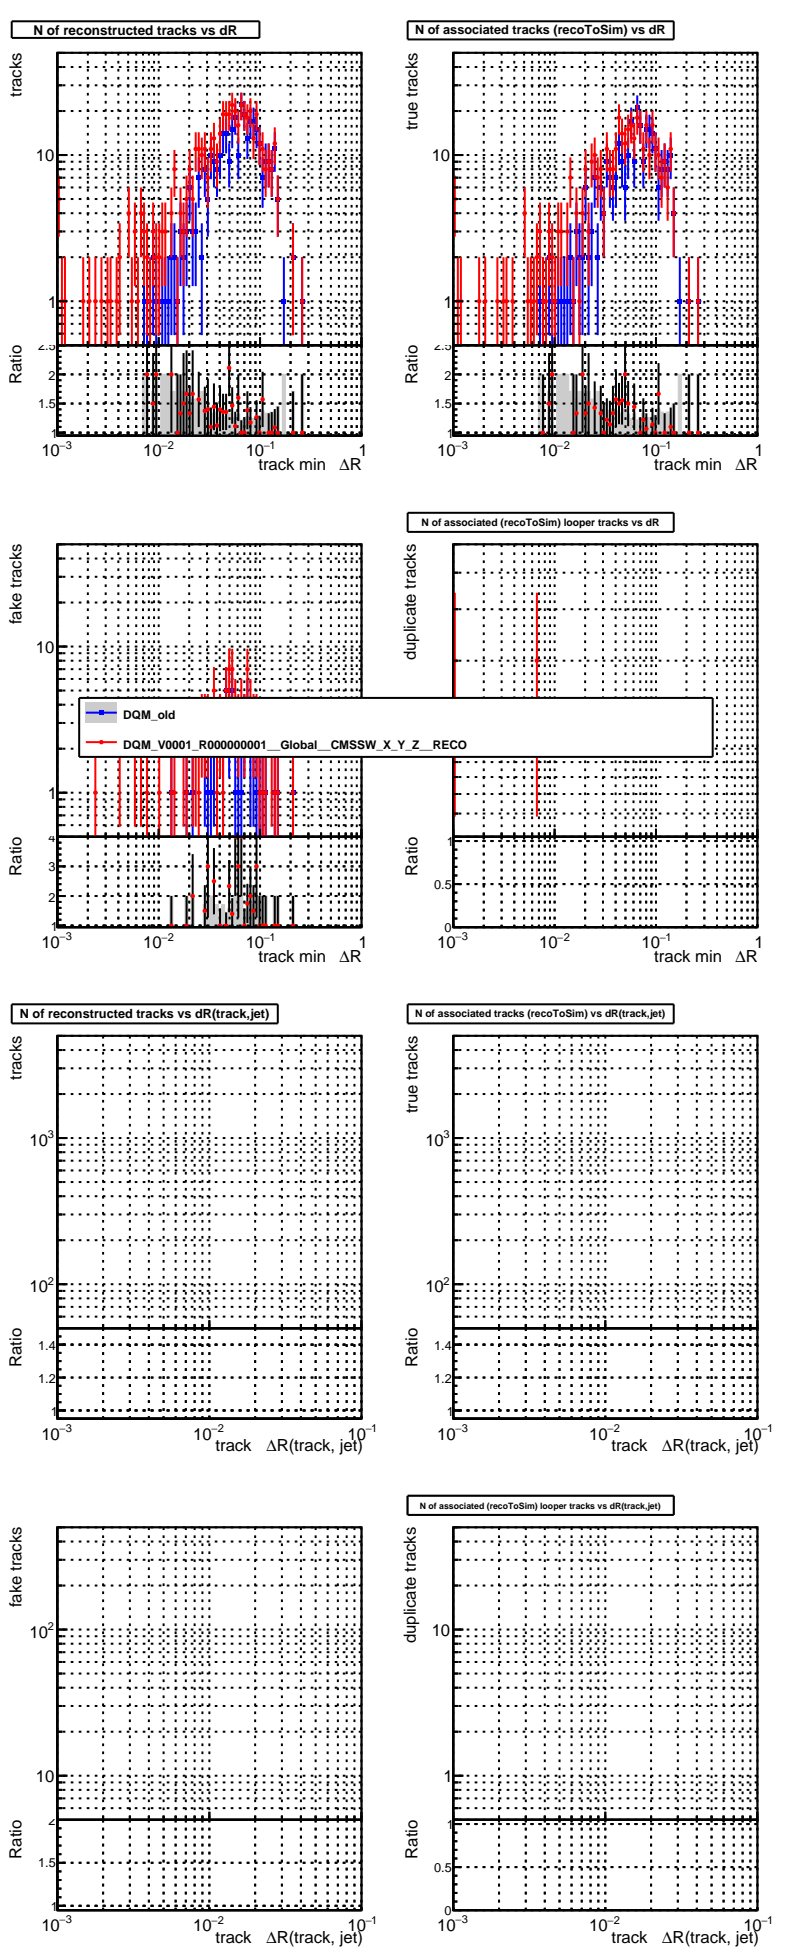 N of reconstructed tracks vs dR
tracks
10
1
Ratio
2.5
2
1.5
1
10⁻³ 10⁻² 10⁻¹ 1
track min ΔR
N of associated tracks (recoToSim) vs dR
true tracks
10
1
Ratio
2.5
2
1.5
1
10⁻³ 10⁻² 10⁻¹ 1
track min ΔR
fake tracks
10
1
Ratio
4
3
2
1
10⁻³ 10⁻² 10⁻¹ 1
track min ΔR
N of associated (recoToSim) looper tracks vs dR
duplicate tracks
Ratio
1
0.5
0
10⁻³ 10⁻² 10⁻¹ 1
track min ΔR
DQM_old
DQM_V0001_R000000001__Global__CMSSW_X_Y_Z__RECO
N of reconstructed tracks vs dR(track,jet)
tracks
10³
10²
Ratio
1.4
1.2
1
10⁻³ 10⁻² 10⁻¹
track ΔR(track, jet)
N of associated tracks (recoToSim) vs dR(track,jet)
true tracks
10³
10²
Ratio
1.4
1.2
1
10⁻³ 10⁻² 10⁻¹
track ΔR(track, jet)
fake tracks
10²
10
Ratio
2
1.5
1
10⁻³ 10⁻² 10⁻¹
track ΔR(track, jet)
N of associated (recoToSim) looper tracks vs dR(track,jet)
duplicate tracks
10
1
Ratio
1
0.5
0
10⁻³ 10⁻² 10⁻¹
track ΔR(track, jet)